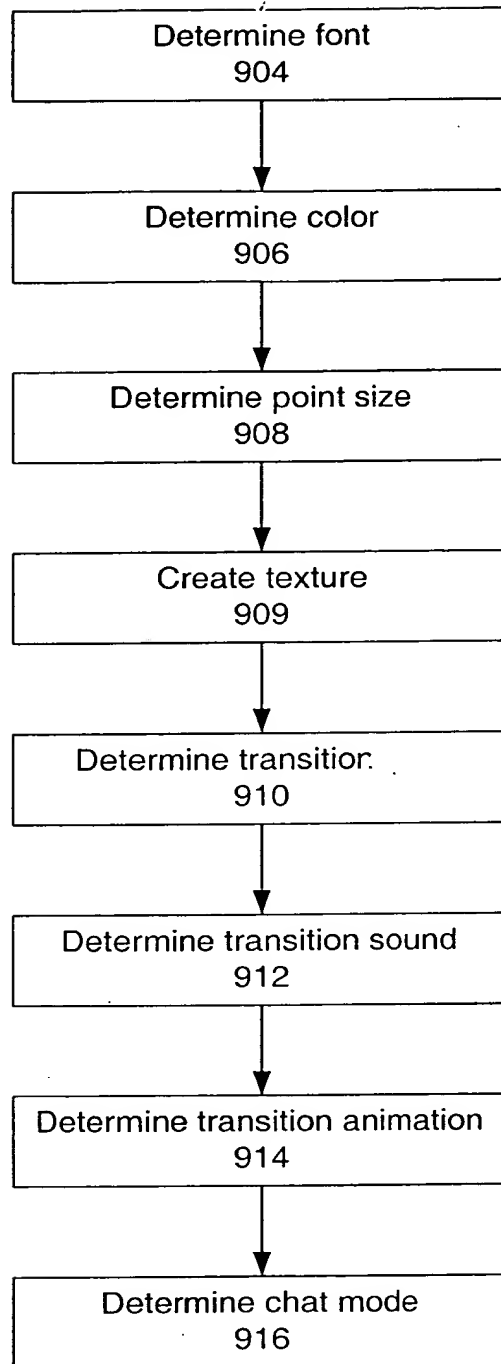 Determine font
904
Determine color
906
Determine point size
908
Create texture
909
Determine transition
910
Determine transition sound
912
Determine transition animation
914
Determine chat mode
916